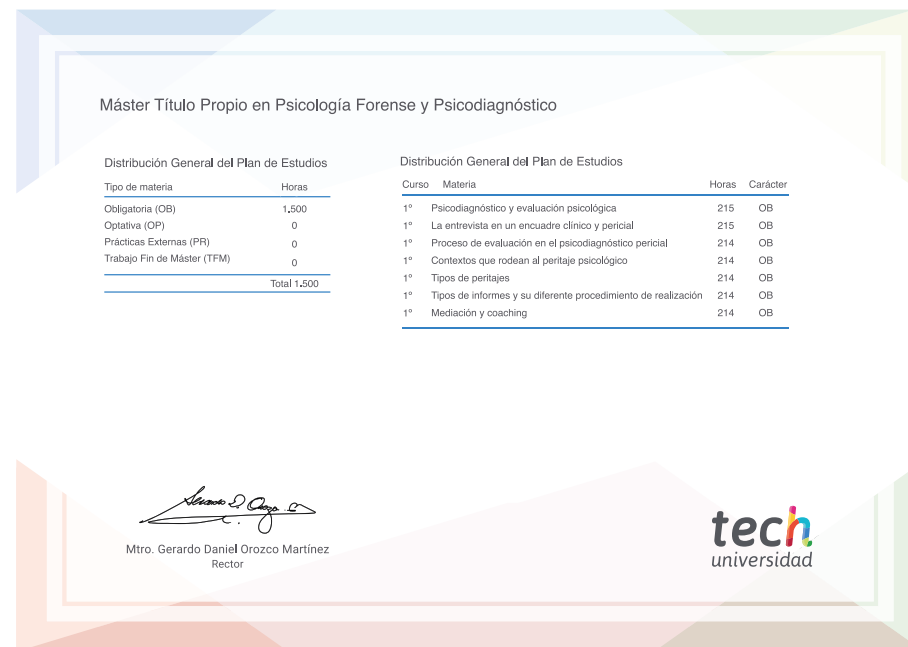 Máster Título Propio en Psicología Forense y Psicodiagnóstico
Distribución General del Plan de Estudios
Tipo de materia Horas
Obligatoria (OB) 1.500
Optativa (OP) 0
Prácticas Externas (PR) 0
Trabajo Fin de Máster (TFM) 0
Total 1.500
Distribución General del Plan de Estudios
Curso Materia Horas Carácter
1º Psicodiagnóstico y evaluación psicológica 215 OB
1º La entrevista en un encuadre clínico y pericial 215 OB
1º Proceso de evaluación en el psicodiagnóstico pericial 214 OB
1º Contextos que rodean al peritaje psicológico 214 OB
1º Tipos de peritajes 214 OB
1º Tipos de informes y su diferente procedimiento de realización 214 OB
1º Mediación y coaching 214 OB
Mtro. Gerardo Daniel Orozco Martínez
Rector
tech
universidad